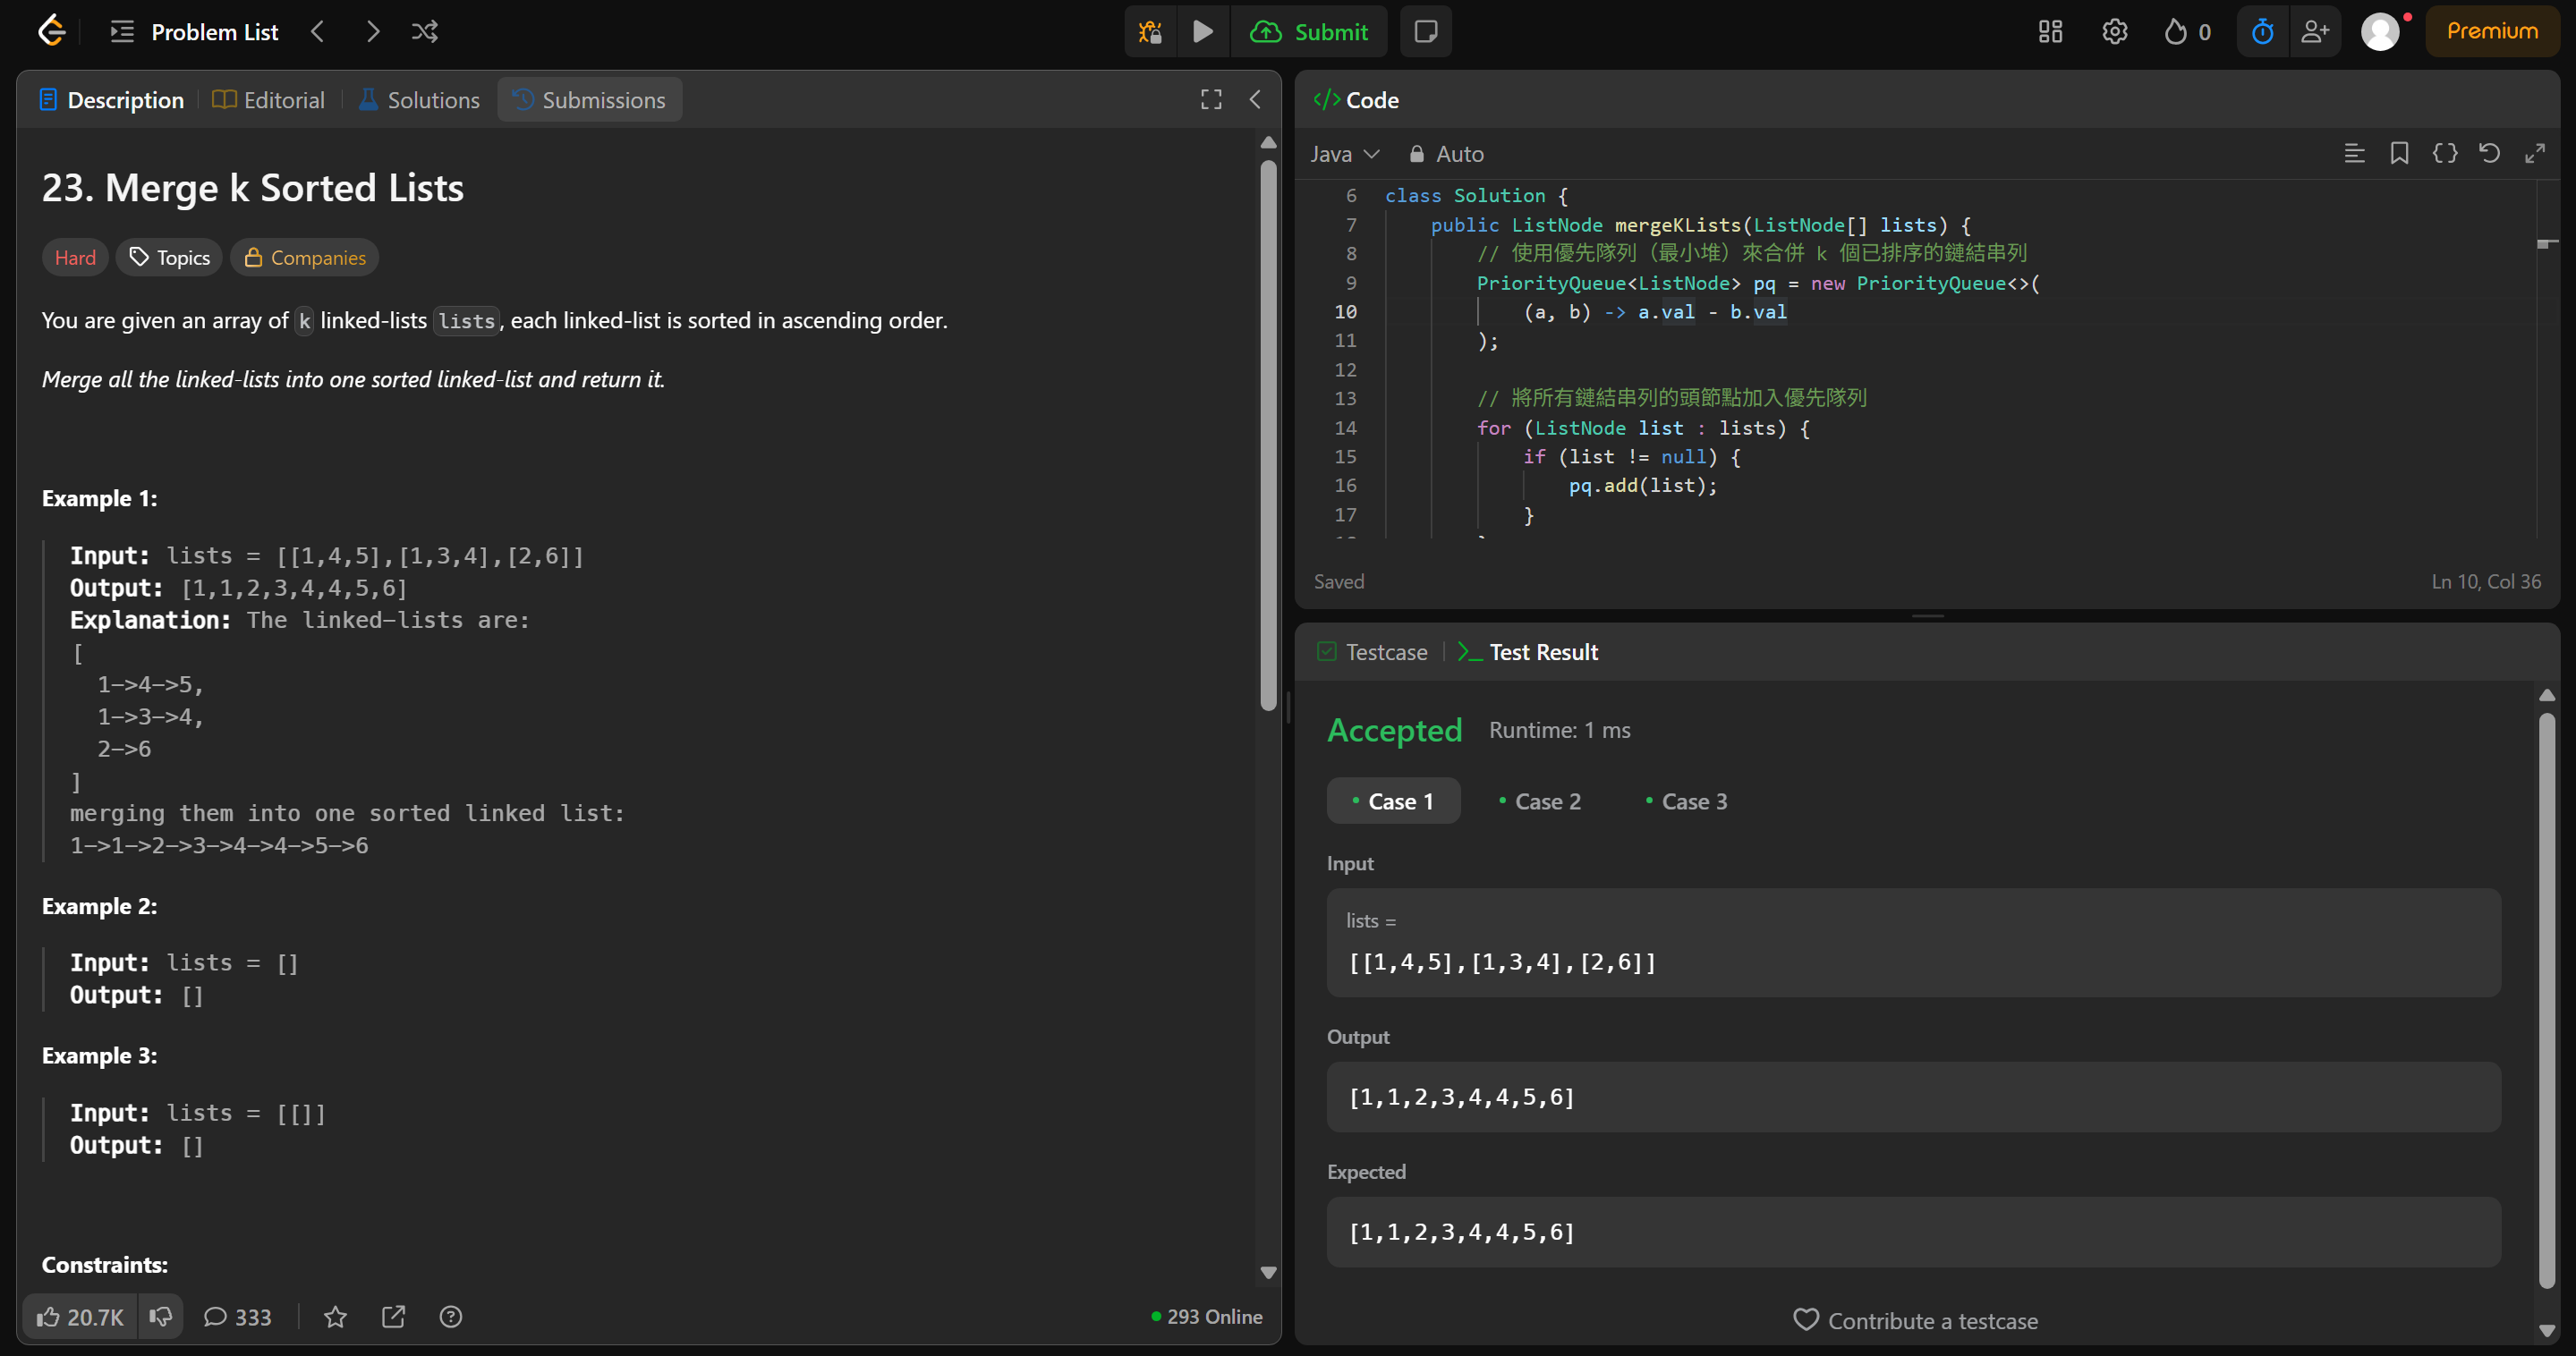 Problem List
Submit
0
Premium
Description
Editorial
Solutions
Submissions
23. Merge k Sorted Lists
Hard
Topics
Companies
You are given an array of k linked-lists lists, each linked-list is sorted in ascending order.
Merge all the linked-lists into one sorted linked-list and return it.
Example 1:
Input: lists = [[1,4,5],[1,3,4],[2,6]]
Output: [1,1,2,3,4,4,5,6]
Explanation: The linked-lists are:
[
1->4->5,
1->3->4,
2->6
]
merging them into one sorted linked list:
1->1->2->3->4->4->5->6
Example 2:
Input: lists = []
Output: []
Example 3:
Input: lists = [[]]
Output: []
Constraints:
20.7K
333
293 Online
</> Code
Java
Auto
6 class Solution {
7 public ListNode mergeKLists(ListNode[] lists) {
8 // 使用優先隊列（最小堆）來合併 k 個已排序的鏈結串列
9 PriorityQueue<ListNode> pq = new PriorityQueue<>(
10 (a, b) -> a.val - b.val
11 );
12
13 // 將所有鏈結串列的頭節點加入優先隊列
14 for (ListNode list : lists) {
15 if (list != null) {
16 pq.add(list);
17 }
Saved
Ln 10, Col 36
Testcase
Test Result
Accepted
Runtime: 1 ms
Case 1
Case 2
Case 3
Input
lists =
[[1,4,5],[1,3,4],[2,6]]
Output
[1,1,2,3,4,4,5,6]
Expected
[1,1,2,3,4,4,5,6]
Contribute a testcase